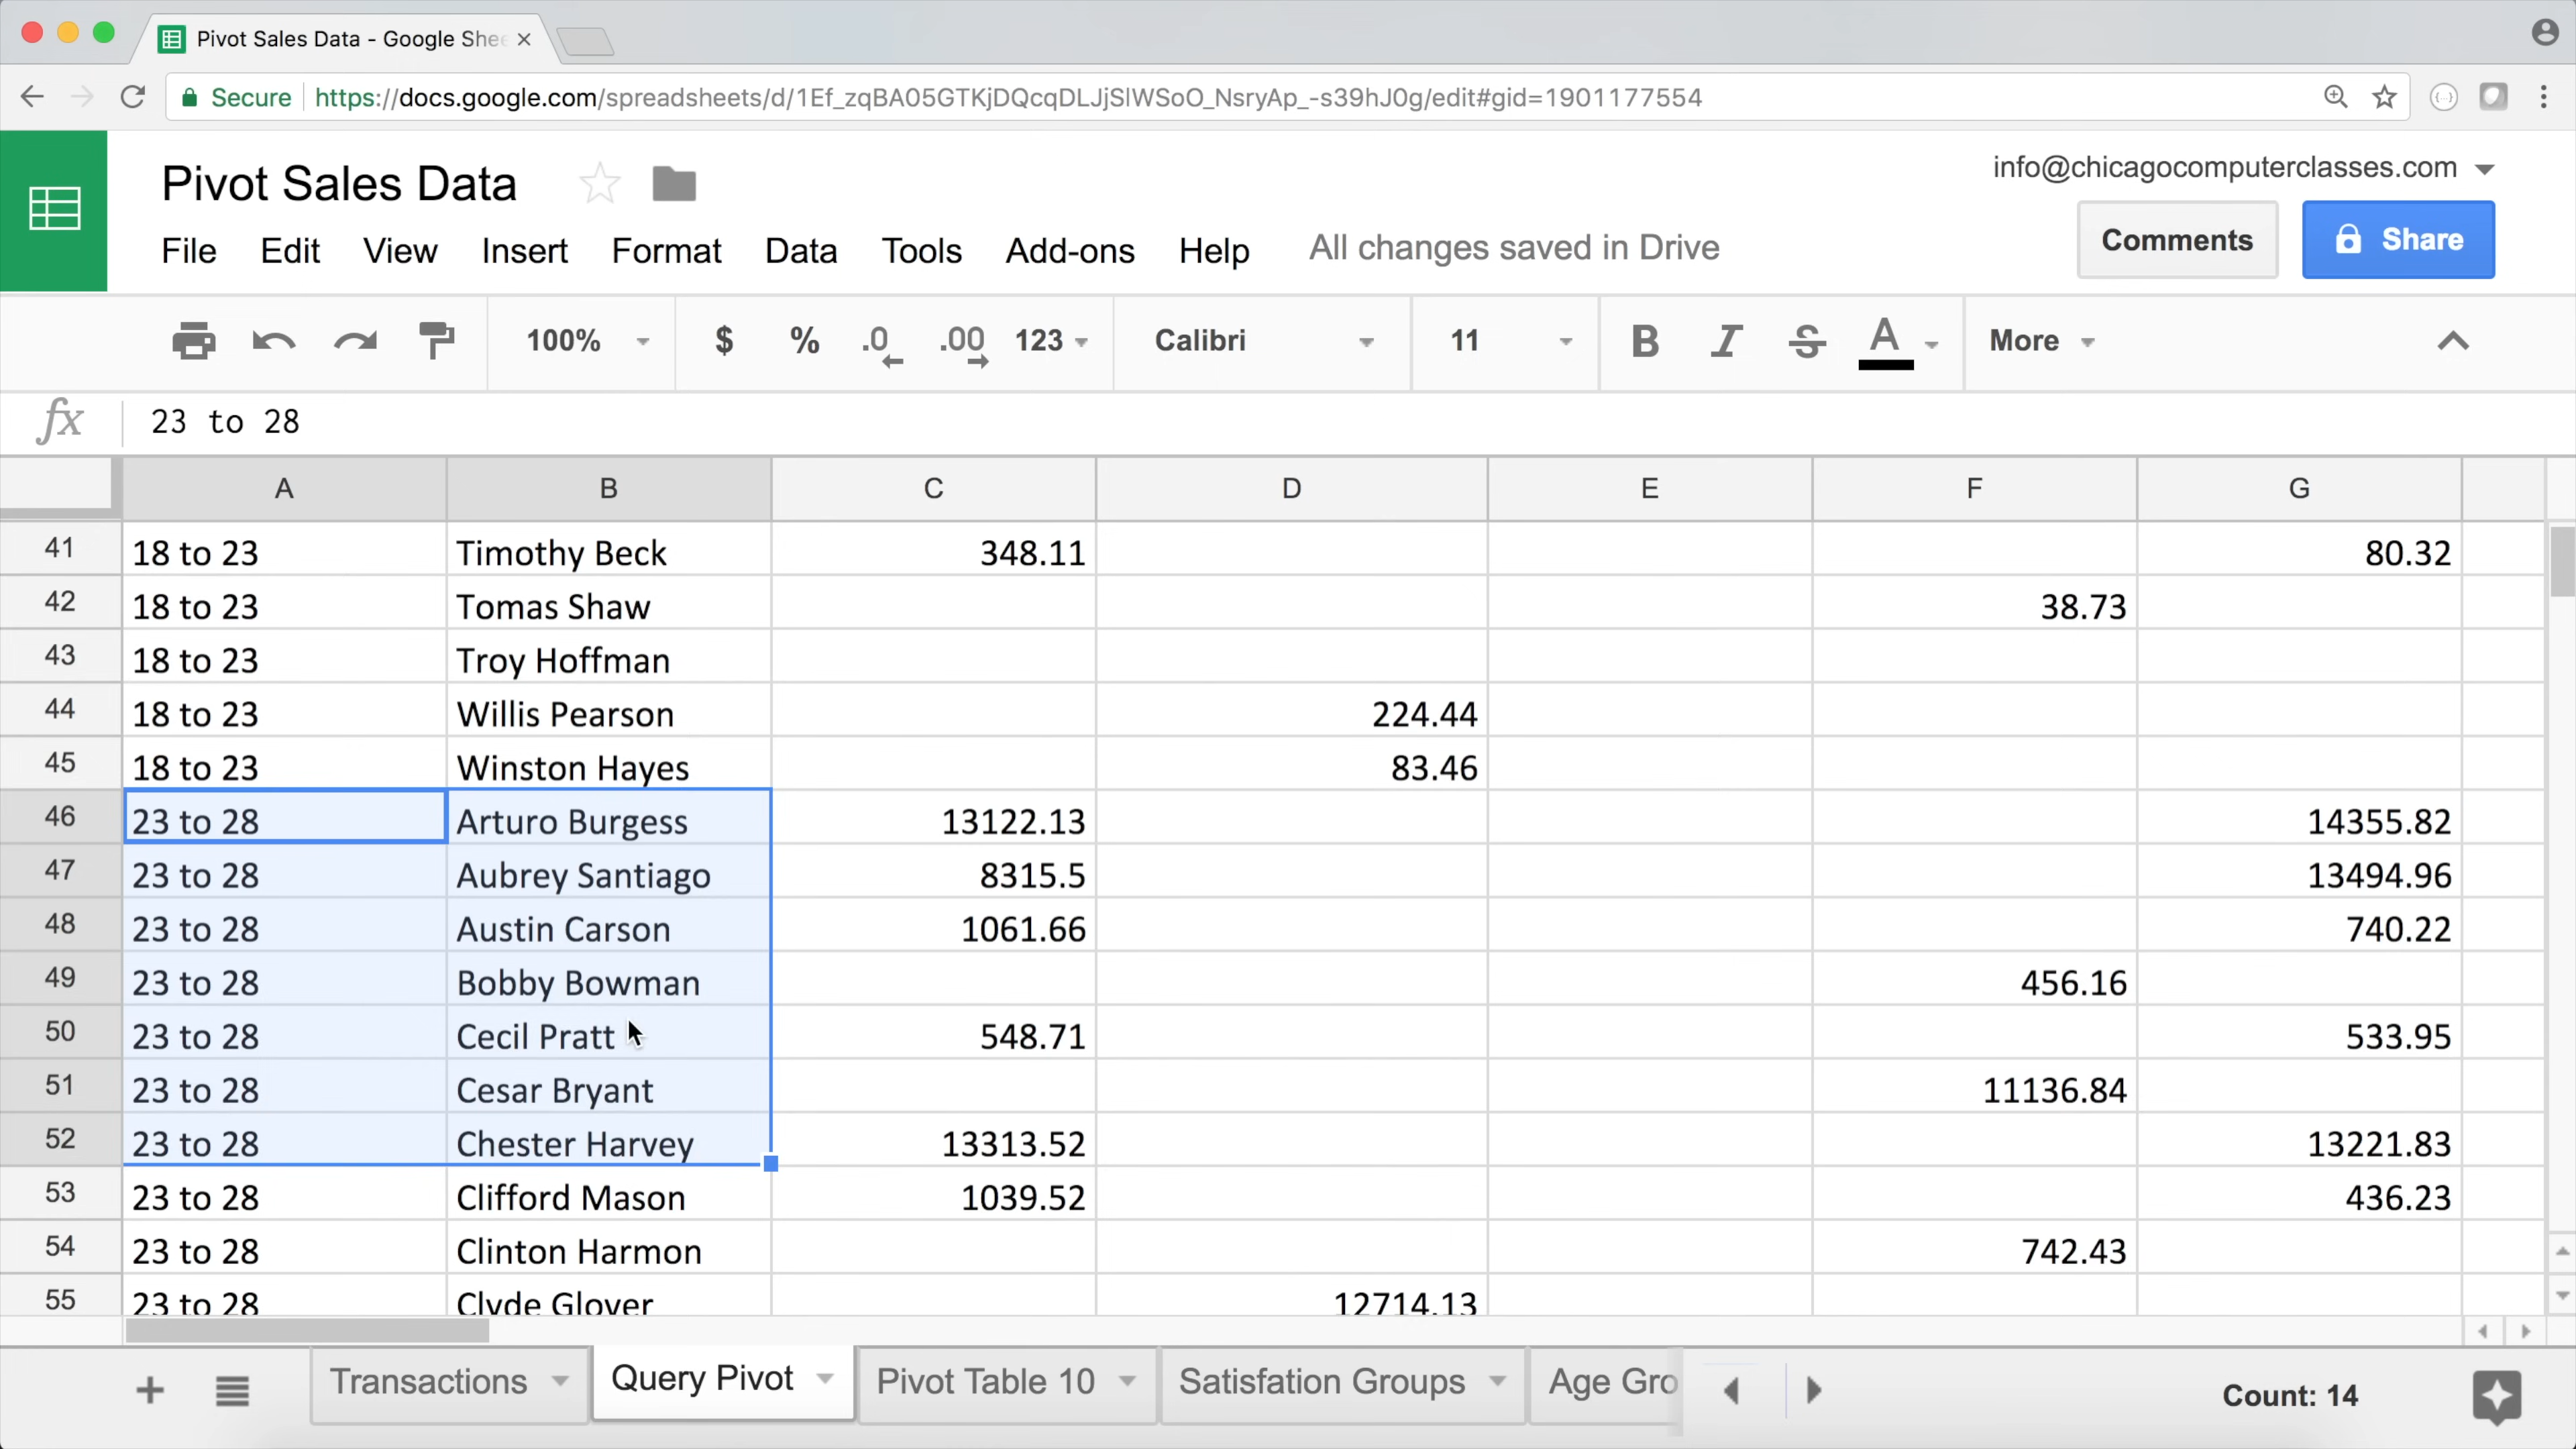 Pivot Sales Data - Google Shee
Secure https://docs.google.com/spreadsheets/d/1Ef_zqBA05GTKjDQcqDLJjSlWSoO_NsryAp_-s39hJ0g/edit#gid=1901177554
Pivot Sales Data
info@chicagocomputerclasses.com
File Edit View Insert Format Data Tools Add-ons Help All changes saved in Drive
Comments Share
100% $ % .0 .00 123 Calibri 11 B I S A More
fx 23 to 28
A B C D E F G
41 18 to 23 Timothy Beck 348.11 80.32
42 18 to 23 Tomas Shaw 38.73
43 18 to 23 Troy Hoffman
44 18 to 23 Willis Pearson 224.44
45 18 to 23 Winston Hayes 83.46
46 23 to 28 Arturo Burgess 13122.13 14355.82
47 23 to 28 Aubrey Santiago 8315.5 13494.96
48 23 to 28 Austin Carson 1061.66 740.22
49 23 to 28 Bobby Bowman 456.16
50 23 to 28 Cecil Pratt 548.71 533.95
51 23 to 28 Cesar Bryant 11136.84
52 23 to 28 Chester Harvey 13313.52 13221.83
53 23 to 28 Clifford Mason 1039.52 436.23
54 23 to 28 Clinton Harmon 742.43
55 23 to 28 Clyde Glover 12714.13
Transactions Query Pivot Pivot Table 10 Satisfation Groups Age Gro Count: 14